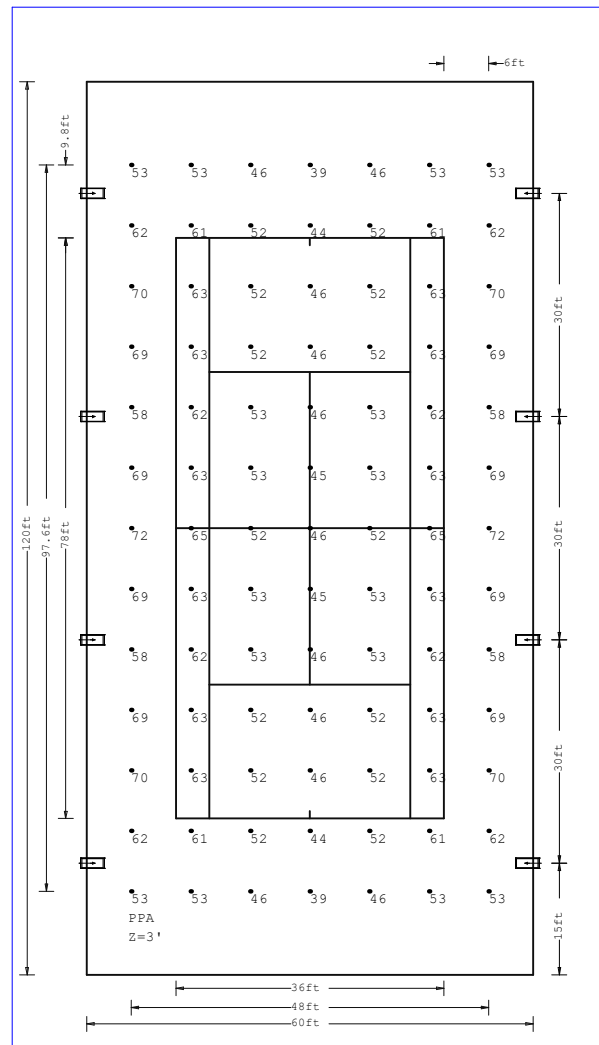 6ft
9.8ft
53 53 46 39 46 53 53
62 61 52 44 52 61 62
70 63 52 46 52 63 70
30ft
69 63 52 46 52 63 69
58 62 53 46 53 62 58
69 63 53 45 53 63 69
120ft
97.6ft
78ft
72 65 52 46 52 65 72
30ft
69 63 53 45 53 63 69
58 62 53 46 53 62 58
69 63 52 46 52 63 69
30ft
70 63 52 46 52 63 70
62 61 52 44 52 61 62
53 53 46 39 46 53 53
PPA
Z=3'
15ft
36ft
48ft
60ft